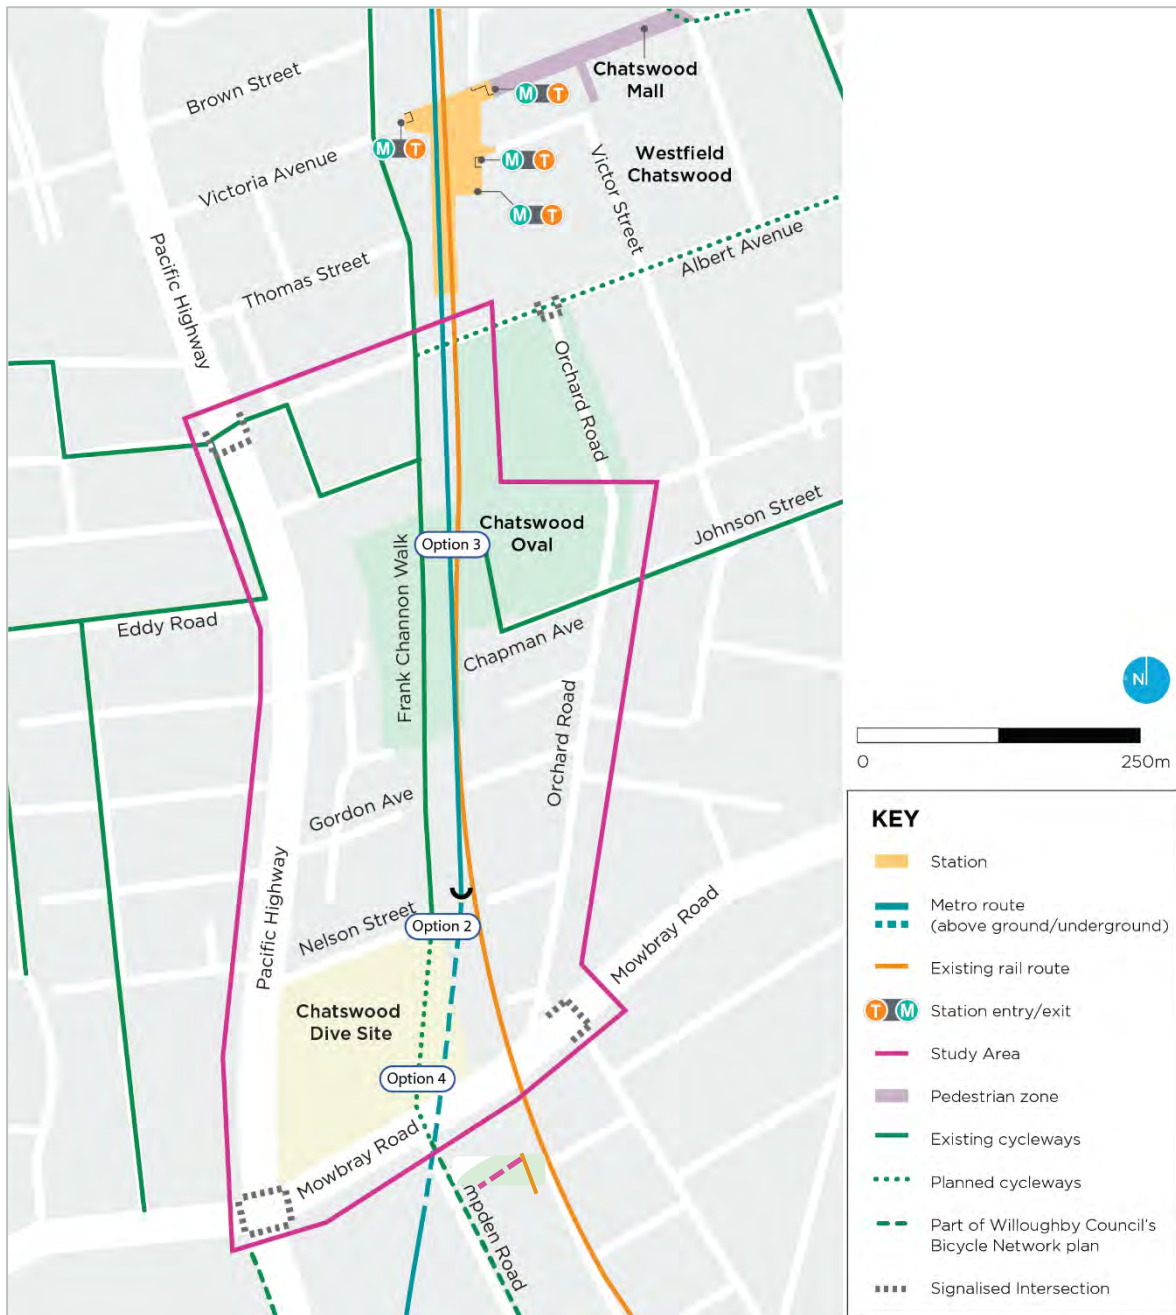 Brown Street
Chatswood
Mall
M T
M T
Victoria Avenue
M T
Westfield
Chatswood
Victor Street
M T
Pacific Highway
Thomas Street
Albert Avenue
Orchard Road
Chatswood
Oval
Option 3
Johnson Street
Frank Channon Walk
Eddy Road
Chapman Ave
Orchard Road
Gordon Ave
Pacific Highway
Nelson Street
Option 2
Mowbray Road
Chatswood
Dive Site
Option 4
Mowbray Road
mpden Road
N
0 250m
KEY
Station
Metro route
(above ground/underground)
Existing rail route
T M Station entry/exit
Study Area
Pedestrian zone
Existing cycleways
Planned cycleways
Part of Willoughby Council's
Bicycle Network plan
Signalised Intersection